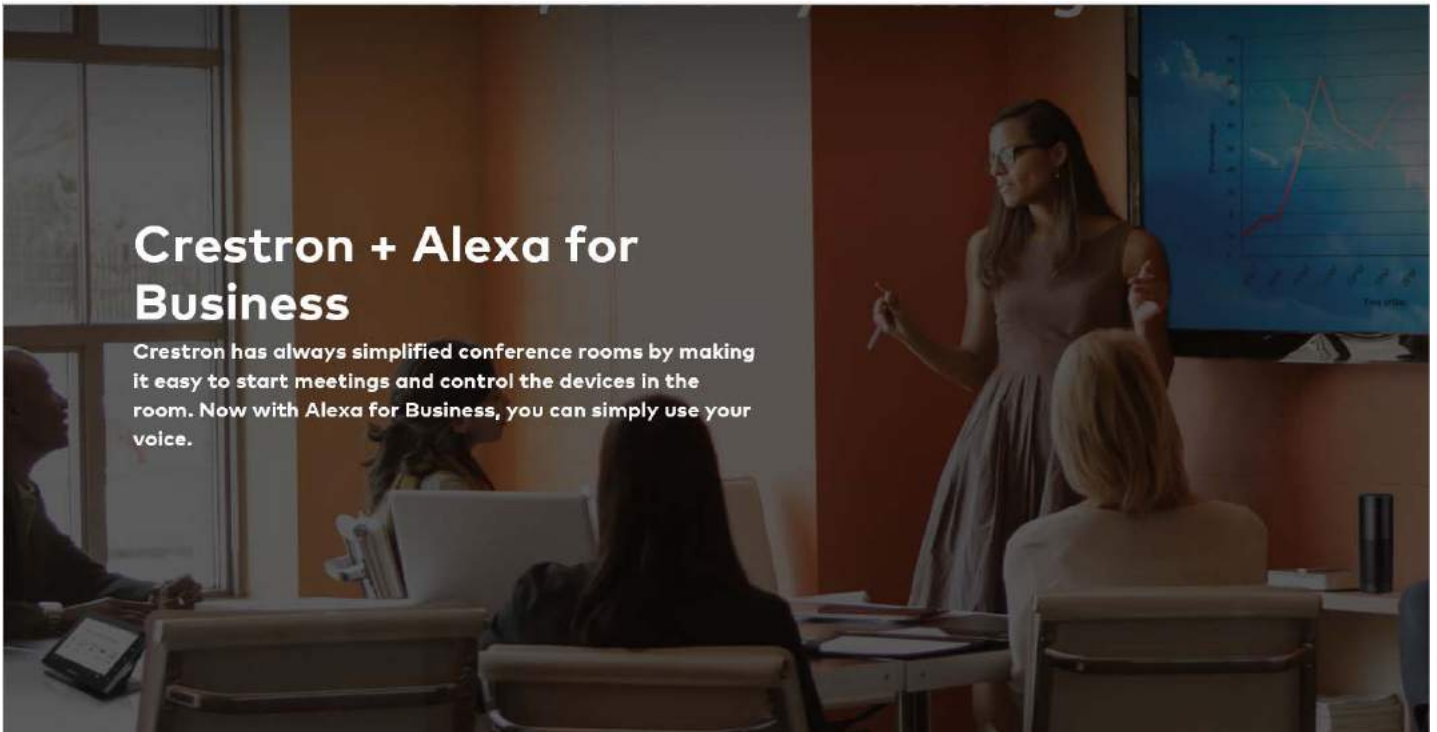 Crestron + Alexa for
Business
Crestron has always simplified conference rooms by making
it easy to start meetings and control the devices in the
room. Now with Alexa for Business, you can simply use your
voice.